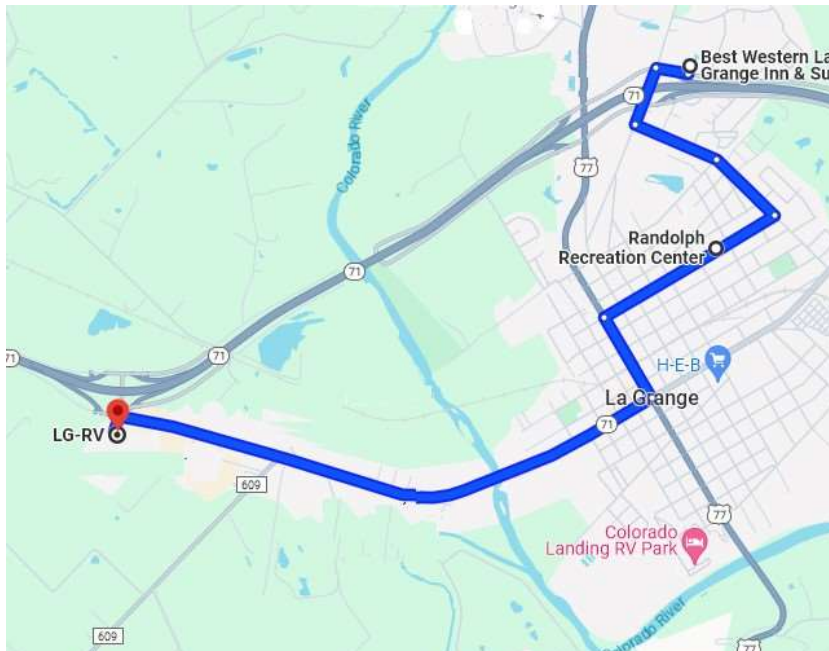 Best Western La
Grange Inn & Su
71
Colorado River
77
Randolph
Recreation Center
71
71
71
H-E-B
La Grange
71
LG-RV
609
77
Colorado
Landing RV Park
609
Colorado River
77